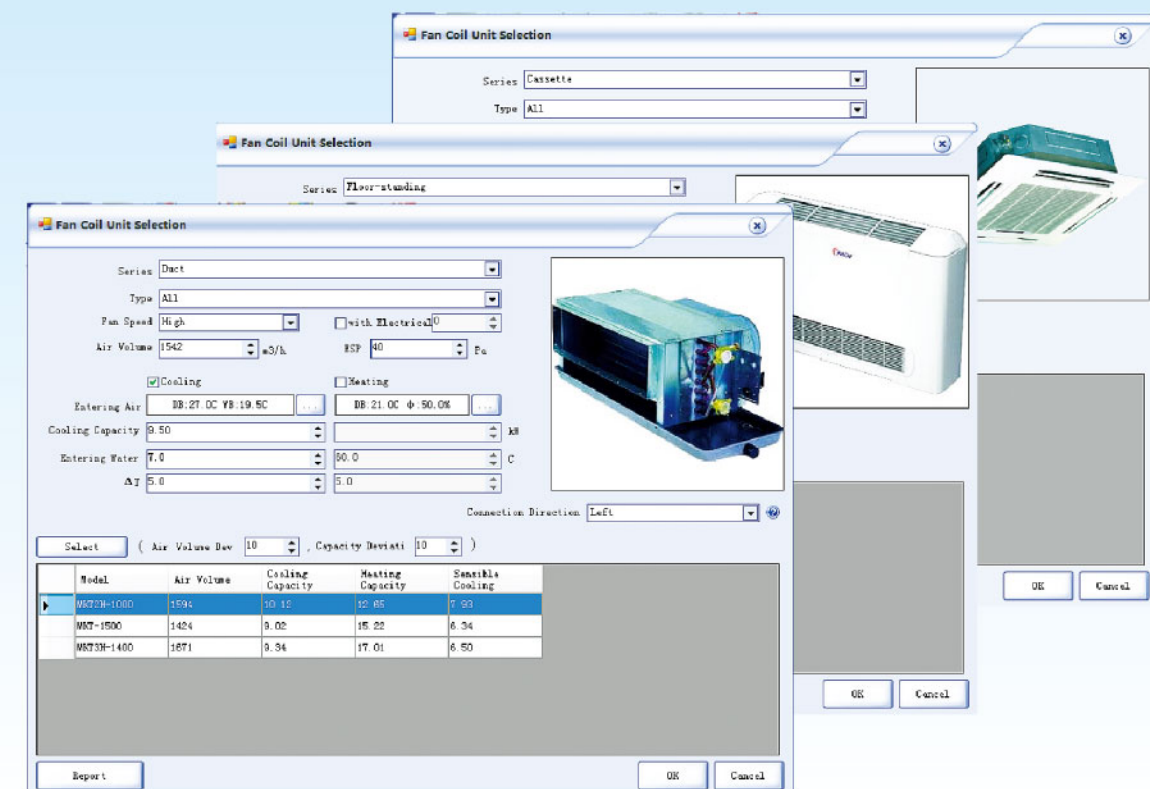 Fan Coil Unit Selection
Series Cassette
Type All
Fan Coil Unit Selection
Series Floor-standing
Fan Coil Unit Selection
Series Duct
Type All
Fan Speed High with Electrical 0
Air Volume 1542 m3/h ESP 40 Pa
Cooling Heating
Entering Air DB:27.0C WB:19.5C ... DB:21.0C Φ:50.0% ...
Cooling Capacity 9.50 kW
Entering Water 7.0 60.0 C
ΔT 5.0 5.0
Connection Direction Left
Select ( Air Volume Dev 10 , Capacity Deviati 10 )
Model Air Volume Cooling Capacity Heating Capacity Sensible Cooling
1594 10.12 12.65 7.93
MKT-1500 1424 9.02 15.22 6.34
MKT3H-1400 1671 9.34 17.01 6.50
Report OK Cancel
OK Cancel
OK Cancel